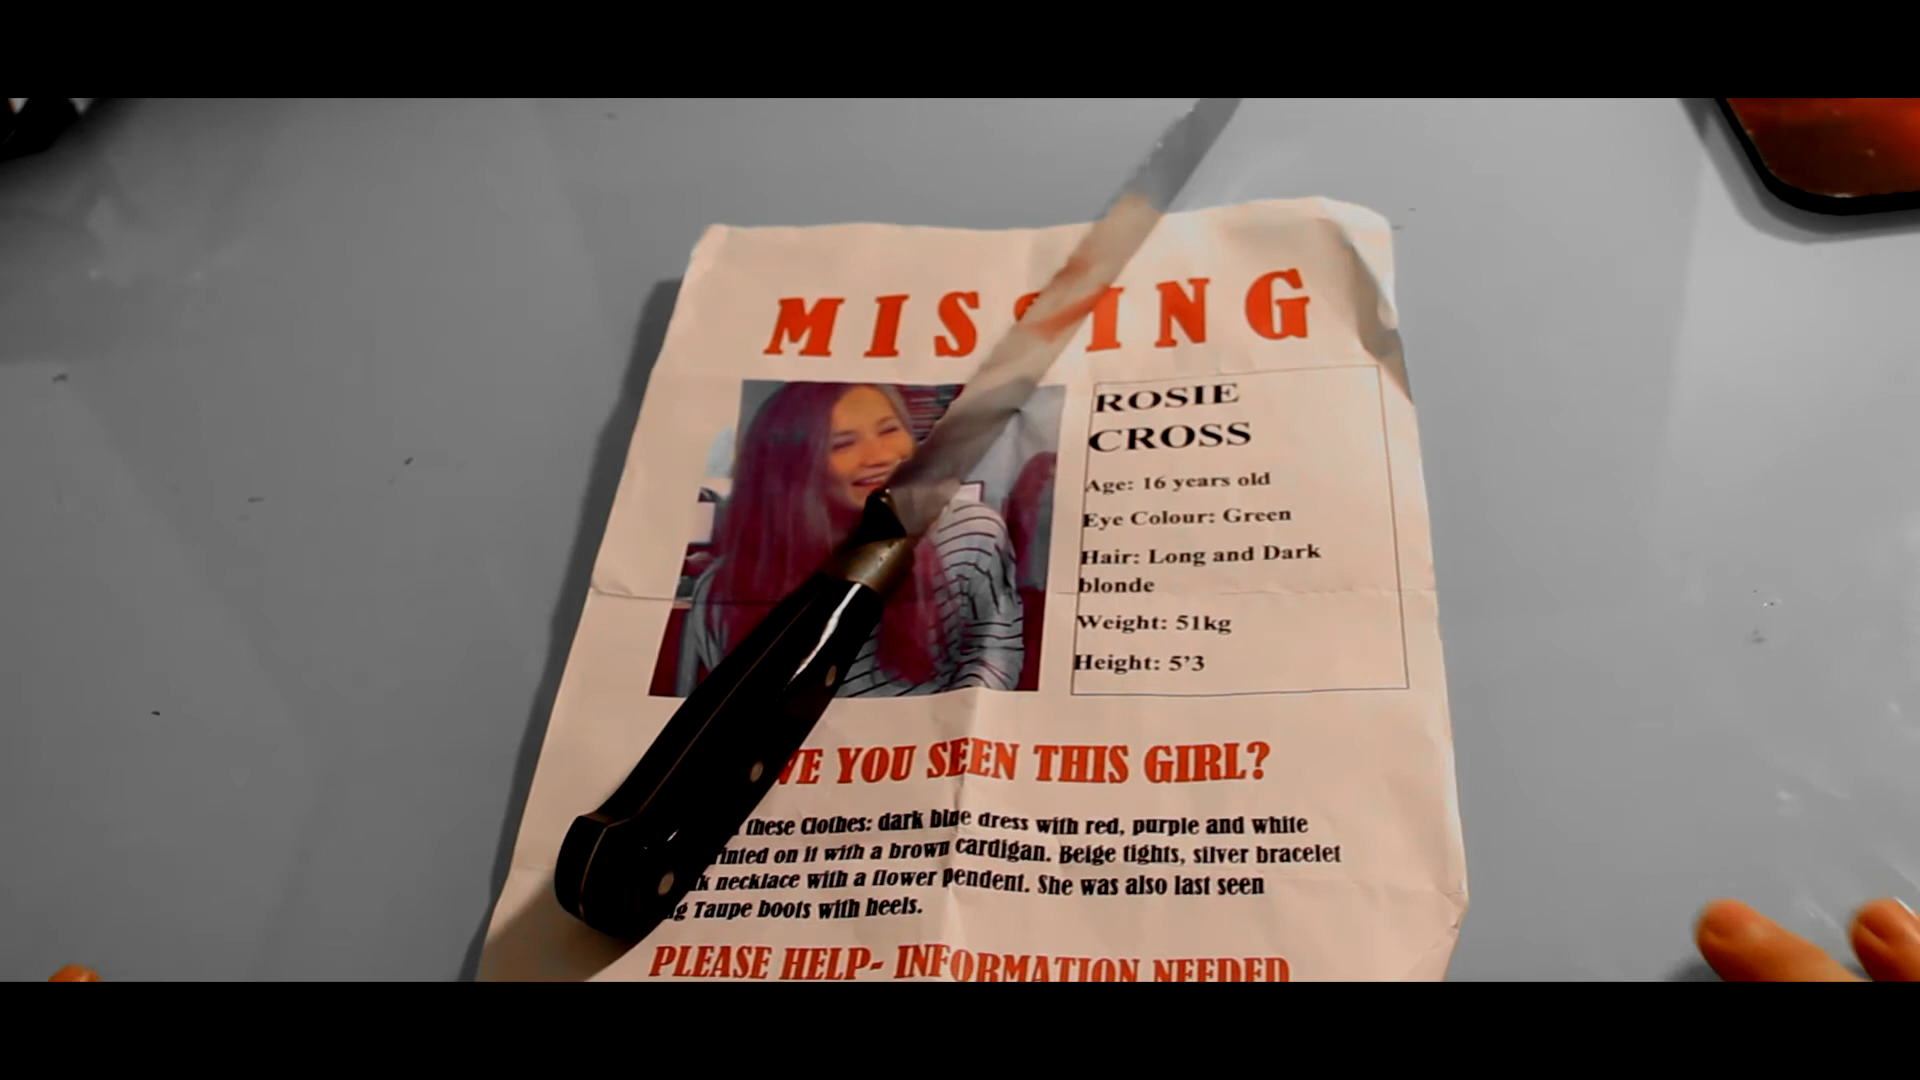 MISSING
ROSIE
CROSS
Age: 16 years old
Eye Colour: Green
Hair: Long and Dark
blonde
Weight: 51kg
Height: 5'3
YOU SEEN THIS GIRL?
these Clothes: dark blue dress with red, purple and white
on it with a brown cardigan. Beige tights, silver bracelet
necklace with a flower pendent. She was also last seen
Taupe boots with heels.
PLEASE HELP- INFORMATION NEEDED